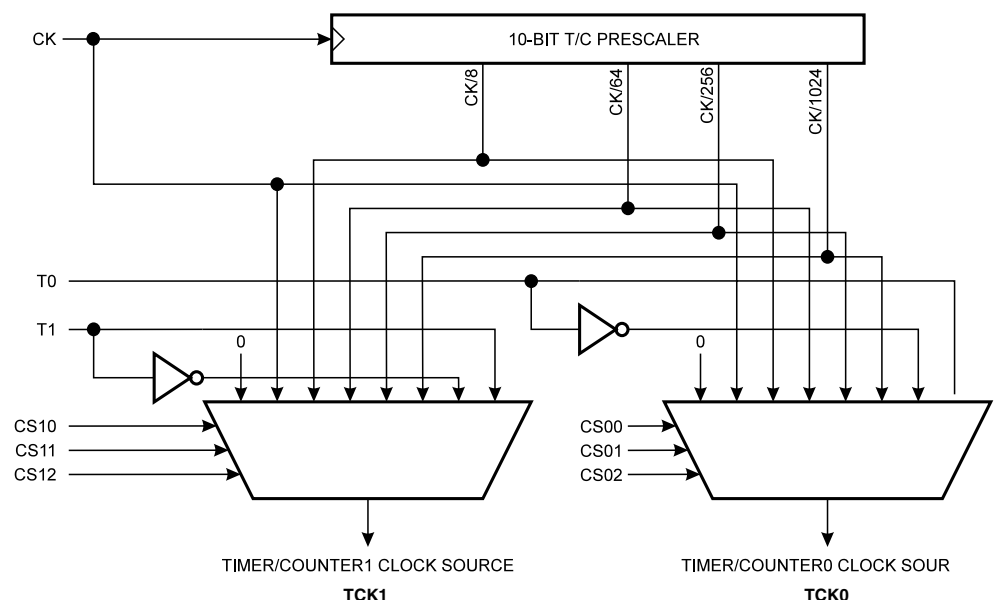 CK
10-BIT T/C PRESCALER
CK/8
CK/64
CK/256
CK/1024
T0
T1
0
0
CS10
CS11
CS12
CS00
CS01
CS02
TIMER/COUNTER1 CLOCK SOURCE
TCK1
TIMER/COUNTER0 CLOCK SOUR
TCK0